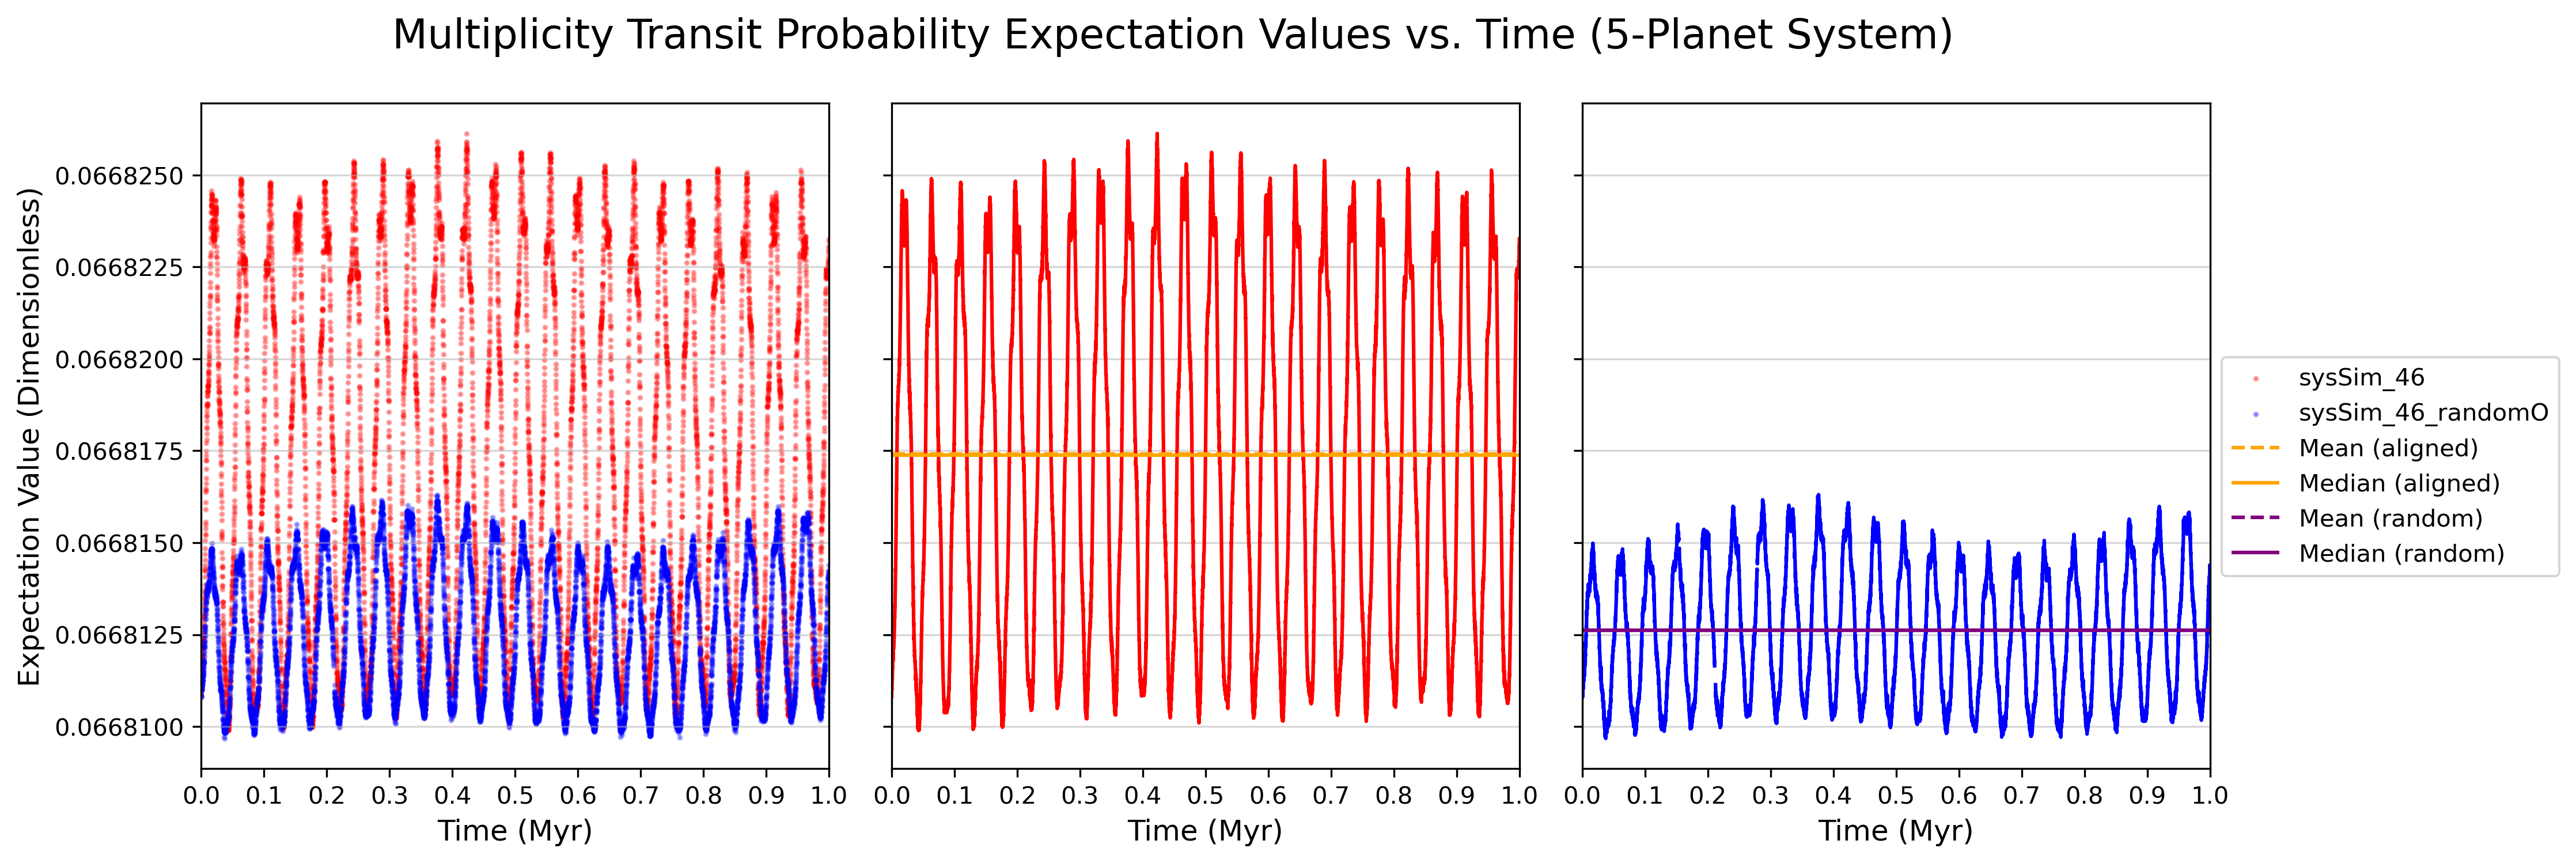 Multiplicity Transit Probability Expectation Values vs. Time (5-Planet System)
Expectation Value (Dimensionless)
0.0668250
0.0668225
0.0668200
0.0668175
0.0668150
0.0668125
0.0668100
0.0 0.1 0.2 0.3 0.4 0.5 0.6 0.7 0.8 0.9 1.0
Time (Myr)
0.0 0.1 0.2 0.3 0.4 0.5 0.6 0.7 0.8 0.9 1.0
Time (Myr)
0.0 0.1 0.2 0.3 0.4 0.5 0.6 0.7 0.8 0.9 1.0
Time (Myr)
sysSim_46
sysSim_46_randomO
Mean (aligned)
Median (aligned)
Mean (random)
Median (random)